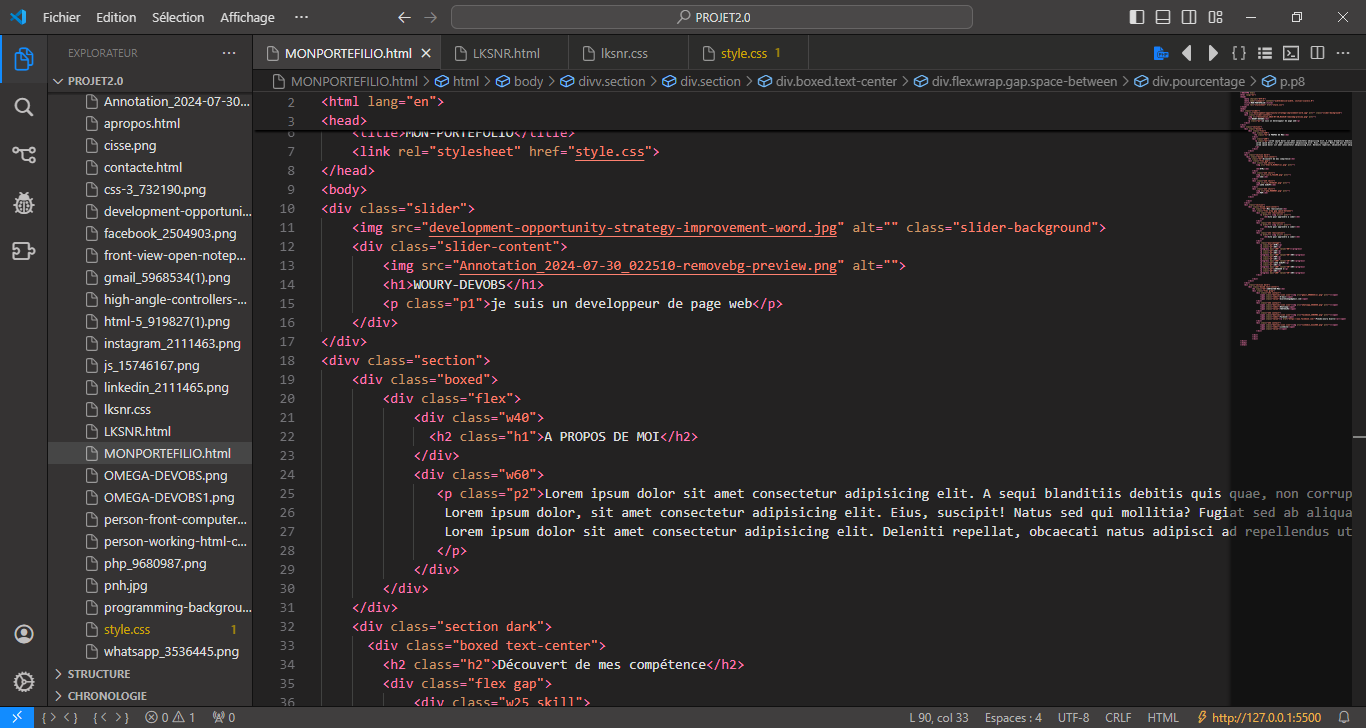 Fichier Edition Sélection Affichage ··· PROJET2.0
EXPLORATEUR ···
PROJET2.0
Annotation_2024-07-30...
apropos.html
cisse.png
contacte.html
css-3_732190.png
development-opportuni...
facebook_2504903.png
front-view-open-notep...
gmail_5968534(1).png
high-angle-controllers-...
html-5_919827(1).png
instagram_2111463.png
js_15746167.png
linkedin_2111465.png
lksnr.css
LKSNR.html
MONPORTEFILIO.html
OMEGA-DEVOBS.png
OMEGA-DEVOBS1.png
person-front-computer...
person-working-html-c...
php_9680987.png
pnh.jpg
programming-backgrou...
style.css 1
whatsapp_3536445.png
STRUCTURE
CHRONOLOGIE
MONPORTEFILIO.html LKSNR.html lksnr.css style.css 1
MONPORTEFILIO.html > html > body > divv.section > div.section > div.boxed.text-center > div.flex.wrap.gap.space-between > div.pourcentage > p.p8
2 <html lang="en">
3 <head>
6 <title>MON-PORTEFOLIO</title>
7 <link rel="stylesheet" href="style.css">
8 </head>
9 <body>
10 <div class="slider">
11 <img src="development-opportunity-strategy-improvement-word.jpg" alt="" class="slider-background">
12 <div class="slider-content">
13 <img src="Annotation_2024-07-30_022510-removebg-preview.png" alt="">
14 <h1>WOURY-DEVOBS</h1>
15 <p class="p1">je suis un developpeur de page web</p>
16 </div>
17 </div>
18 <divv class="section">
19 <div class="boxed">
20 <div class="flex">
21 <div class="w40">
22 <h2 class="h1">A PROPOS DE MOI</h2>
23 </div>
24 <div class="w60">
25 <p class="p2">Lorem ipsum dolor sit amet consectetur adipisicing elit. A sequi blanditiis debitis quis quae, non corrup
26 Lorem ipsum dolor, sit amet consectetur adipisicing elit. Eius, suscipit! Natus sed qui mollitia? Fugiat sed ab aliqua
27 Lorem ipsum dolor sit amet consectetur adipisicing elit. Deleniti repellat, obcaecati natus adipisci ad repellendus ut
28 </p>
29 </div>
30 </div>
31 </div>
32 <div class="section dark">
33 <div class="boxed text-center">
34 <h2 class="h2">Découvert de mes compétence</h2>
35 <div class="flex gap">
36 <div class="w25 skill">
0 1 0 L 90, col 33 Espaces : 4 UTF-8 CRLF HTML http://127.0.0.1:5500